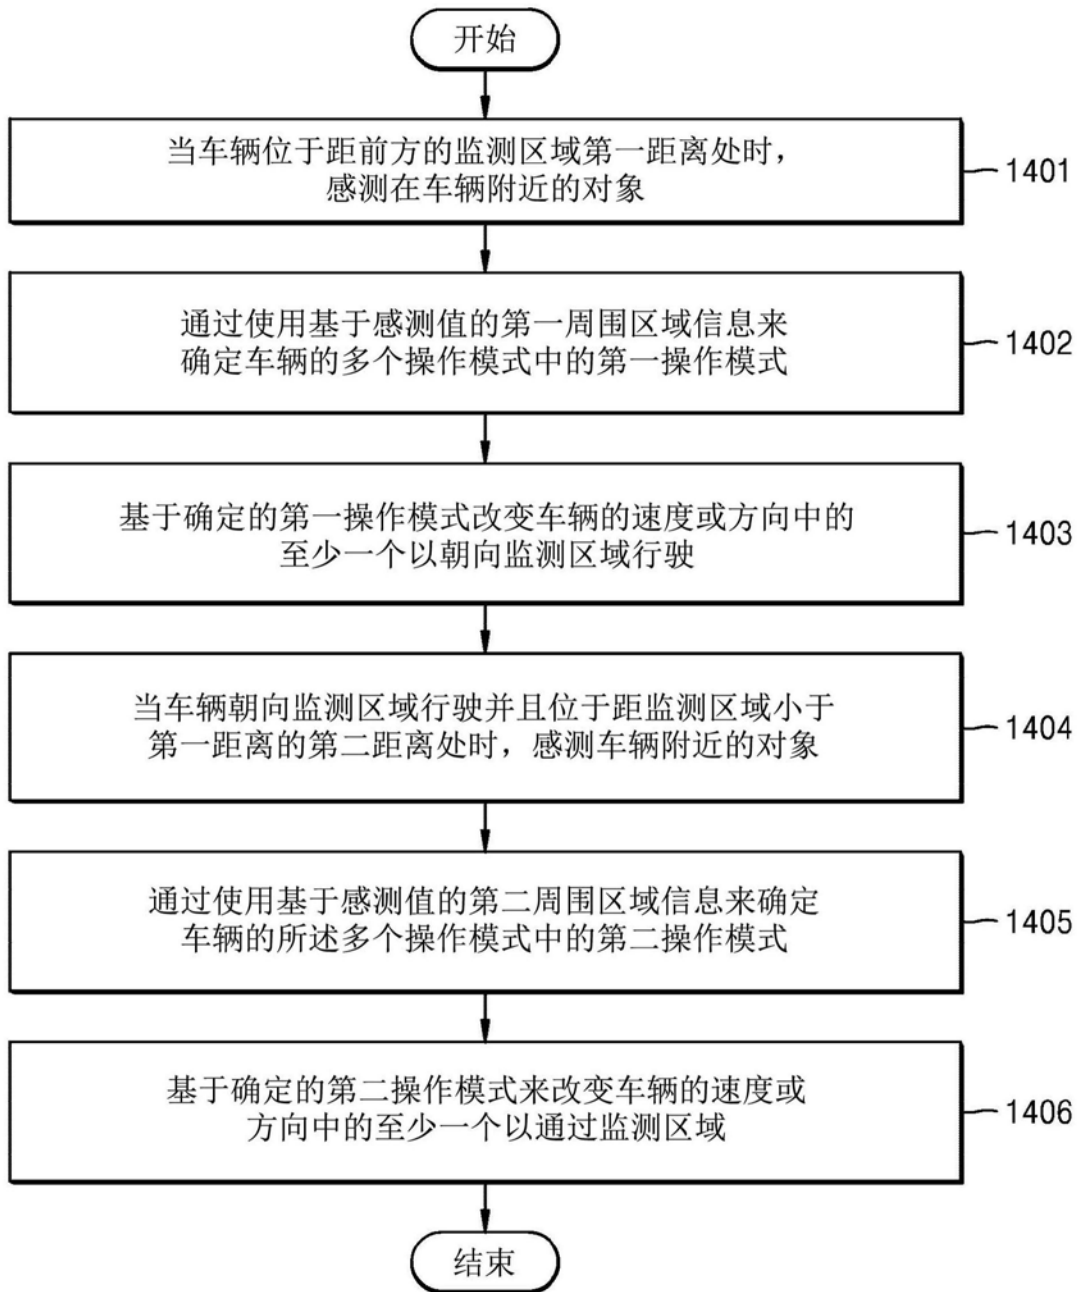 开始
当车辆位于距前方的监测区域第一距离处时，
感测在车辆附近的对象
1401
通过使用基于感测值的第一周围区域信息来
确定车辆的多个操作模式中的第一操作模式
1402
基于确定的第一操作模式改变车辆的速度或方向中的
至少一个以朝向监测区域行驶
1403
当车辆朝向监测区域行驶并且位于距监测区域小于
第一距离的第二距离处时，感测车辆附近的对象
1404
通过使用基于感测值的第二周围区域信息来确定
车辆的所述多个操作模式中的第二操作模式
1405
基于确定的第二操作模式来改变车辆的速度或
方向中的至少一个以通过监测区域
1406
结束